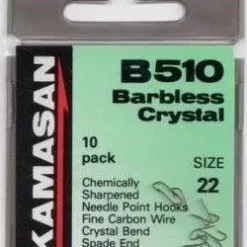 KAMASAN
B510
Barbless
Crystal
10
pack
SIZE
22
Chemically
Sharpened
Needle Point Hooks
Fine Carbon Wire
Crystal Bend
Spade End